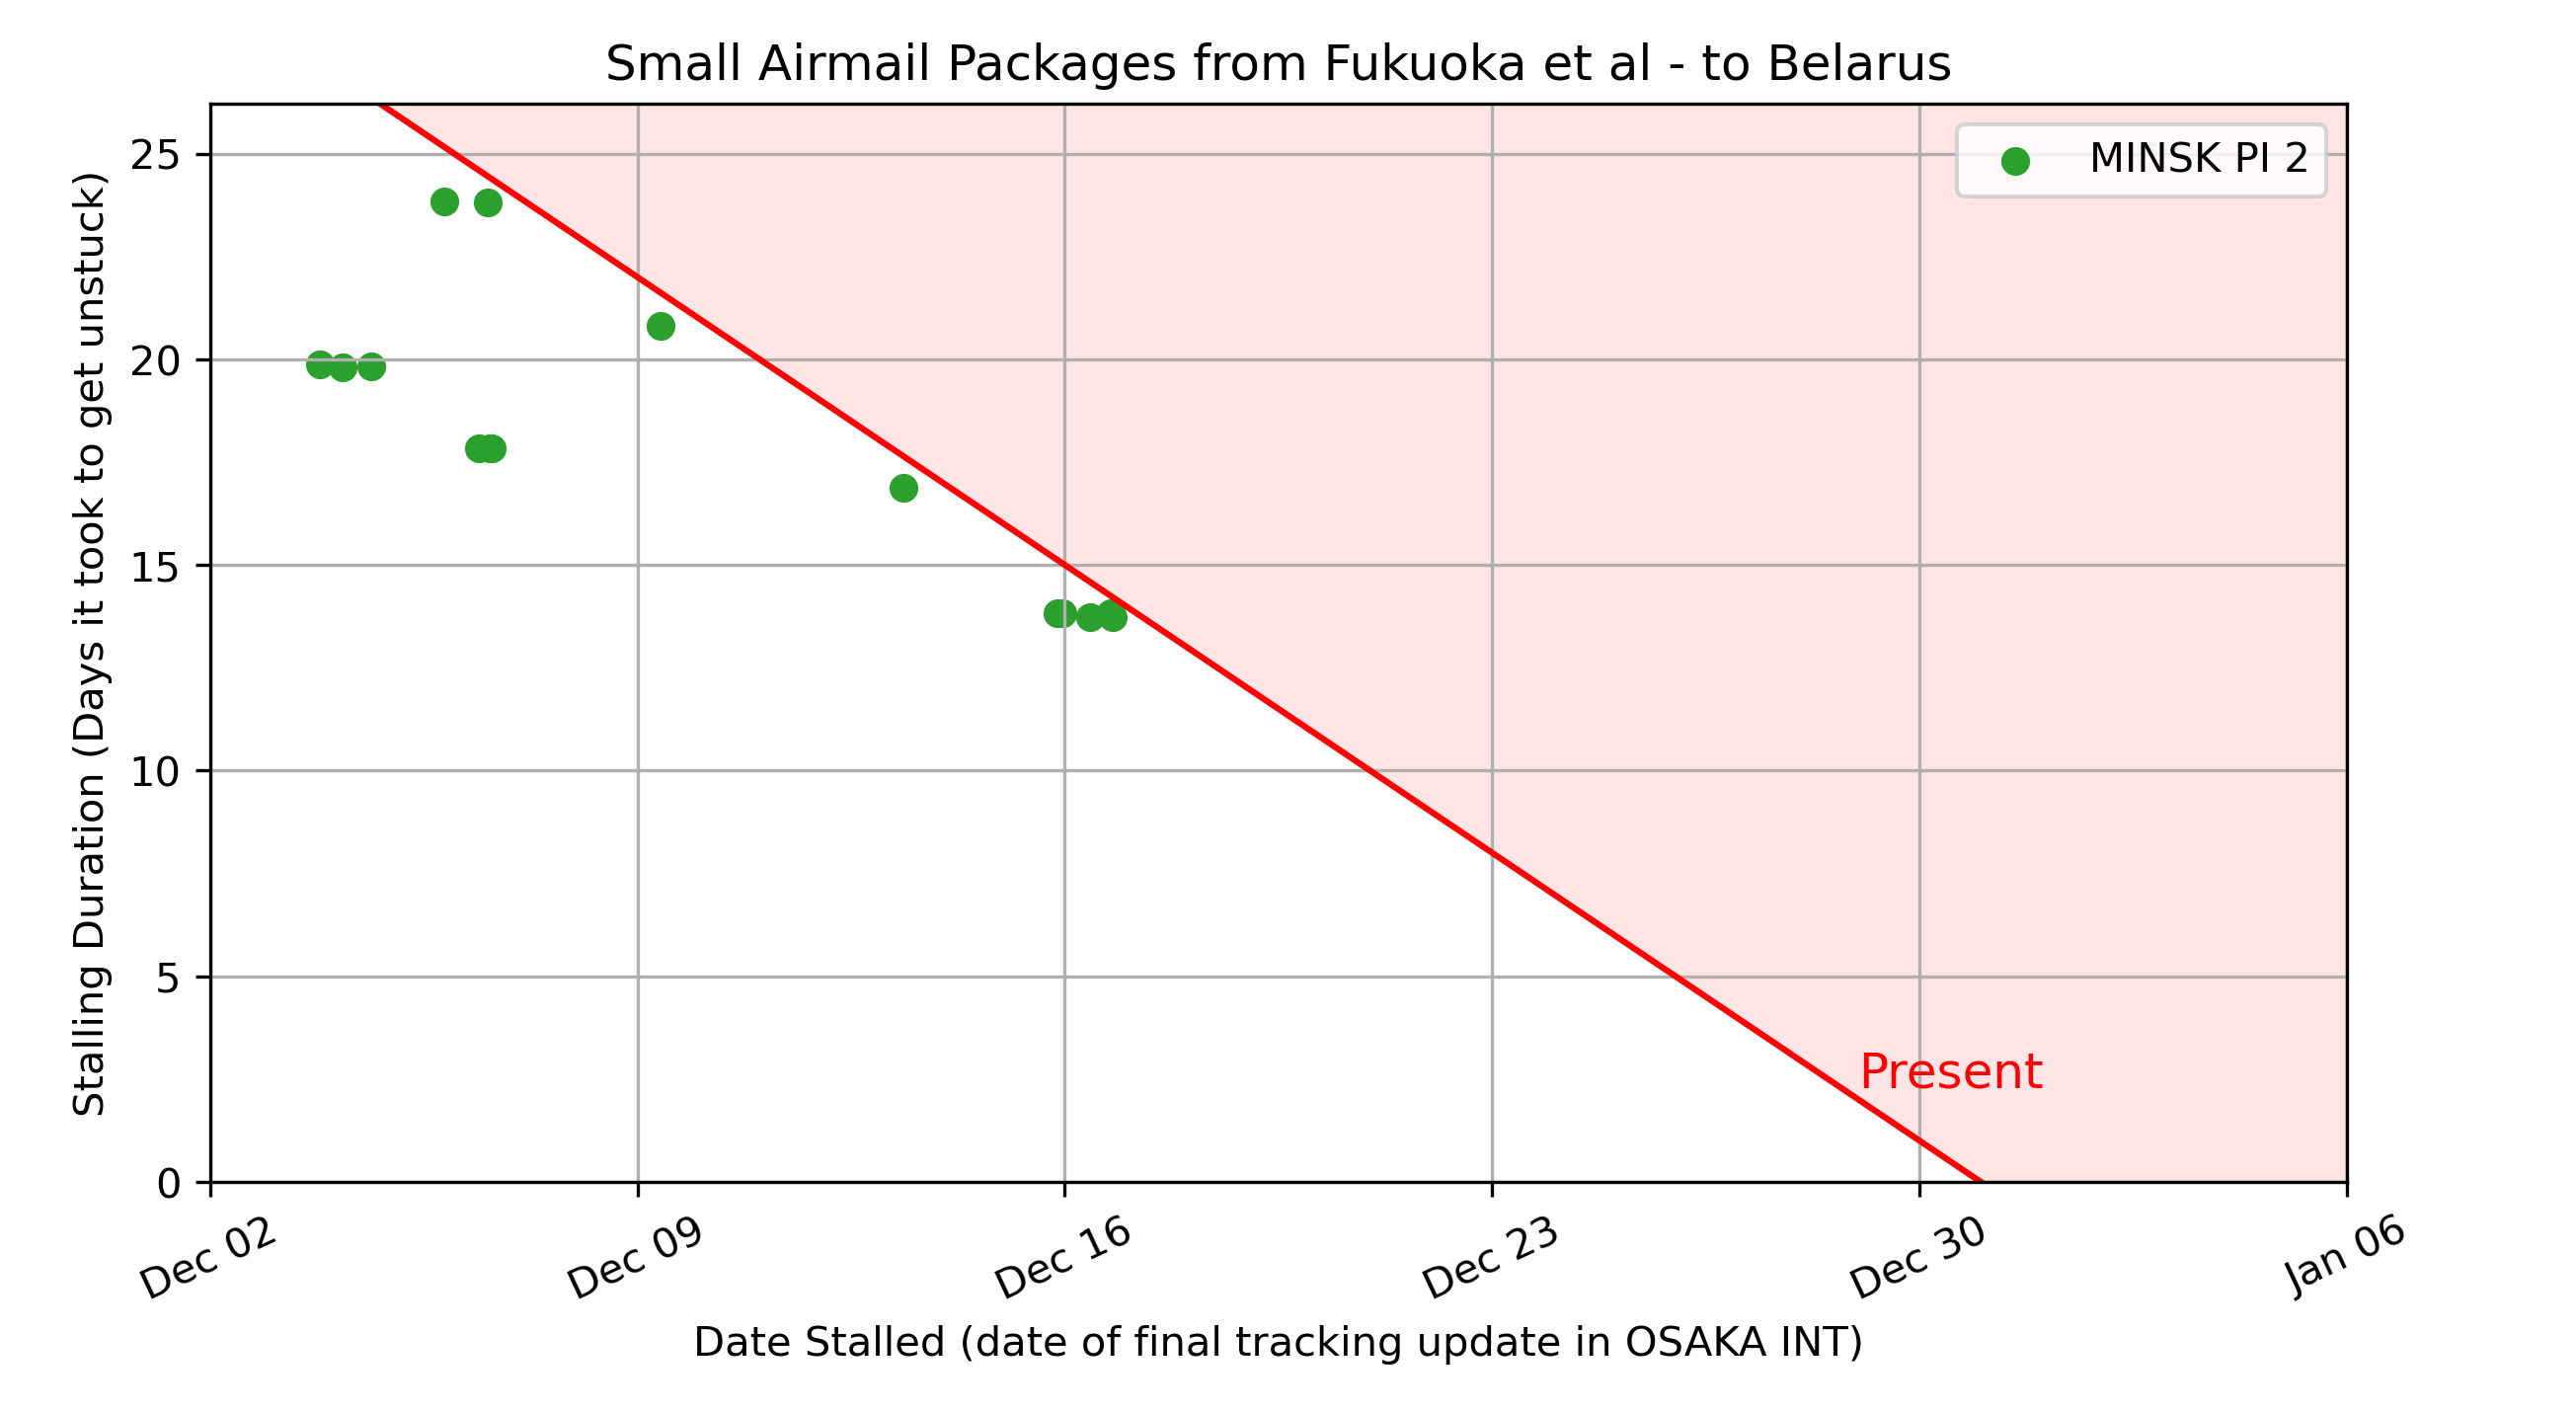 Small Airmail Packages from Fukuoka et al - to Belarus
MINSK PI 2
Stalling Duration (Days it took to get unstuck)
25
20
15
10
5
0
Present
Dec 02
Dec 09
Dec 16
Dec 23
Dec 30
Jan 06
Date Stalled (date of final tracking update in OSAKA INT)